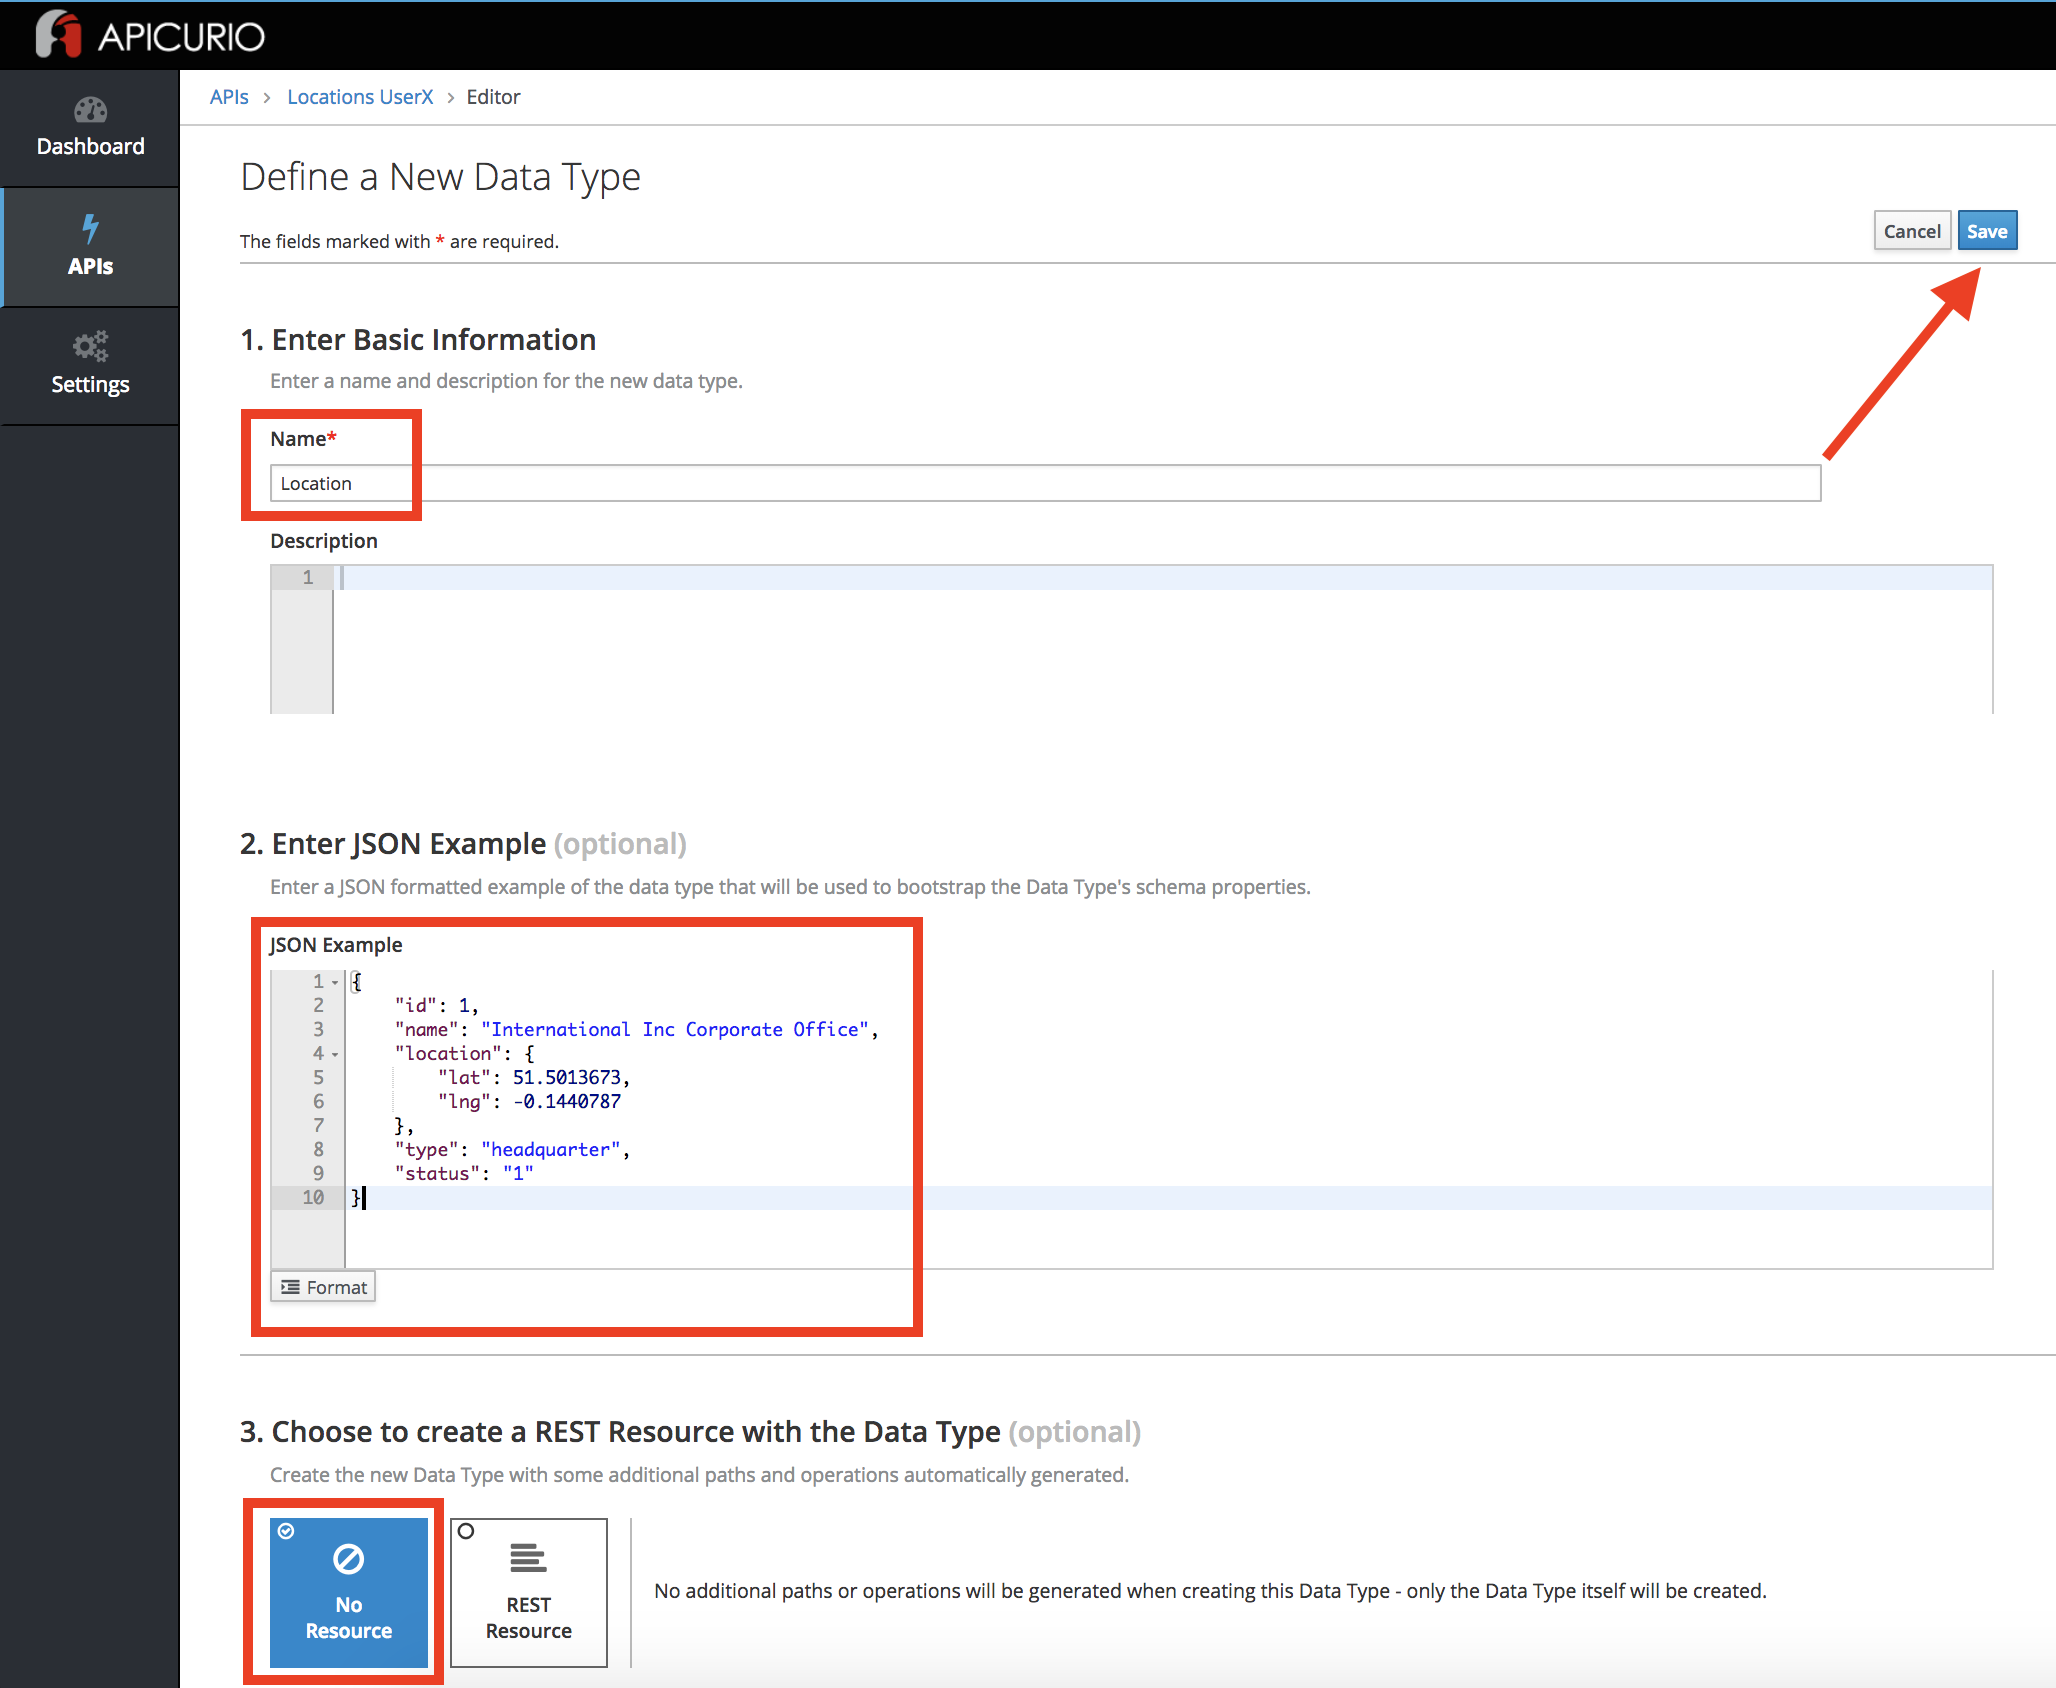 APICURIO
Dashboard
APIs
Settings
APIs > Locations UserX > Editor
Define a New Data Type
The fields marked with * are required.
Cancel Save
1. Enter Basic Information
Enter a name and description for the new data type.
Name*
Location
Description
1
2. Enter JSON Example (optional)
Enter a JSON formatted example of the data type that will be used to bootstrap the Data Type's schema properties.
JSON Example
1 {
2 "id": 1,
3 "name": "International Inc Corporate Office",
4 "location": {
5 "lat": 51.5013673,
6 "lng": -0.1440787
7 },
8 "type": "headquarter",
9 "status": "1"
10 }
Format
3. Choose to create a REST Resource with the Data Type (optional)
Create the new Data Type with some additional paths and operations automatically generated.
No
Resource
REST
Resource
No additional paths or operations will be generated when creating this Data Type - only the Data Type itself will be created.